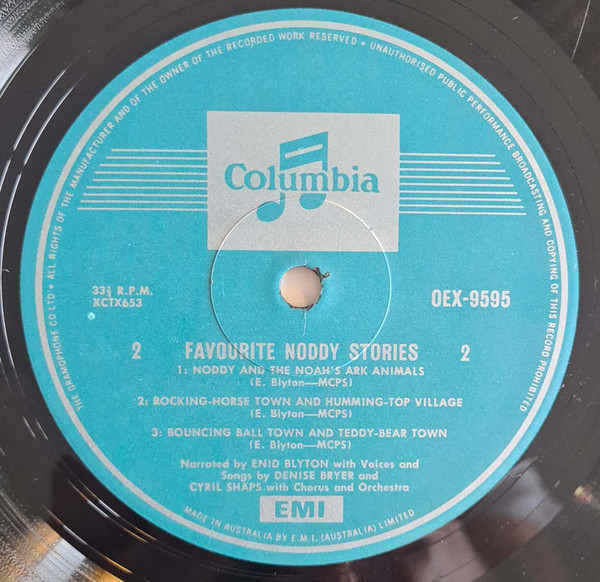 THE GRAMOPHONE CO LTD • ALL RIGHTS OF THE MANUFACTURER AND OF THE OWNER OF THE RECORDED WORK RESERVED • UNAUTHORISED PUBLIC PERFORMANCE BROADCASTING AND COPYING OF THIS RECORD PROHIBITED
Columbia
33⅓ R.P.M.
XCTX653
OEX-9595
2 FAVOURITE NODDY STORIES 2
1: NODDY AND THE NOAH'S ARK ANIMALS
(E. Blyton—MCPS)
2: ROCKING-HORSE TOWN AND HUMMING-TOP VILLAGE
(E. Blyton—MCPS)
3: BOUNCING BALL TOWN AND TEDDY-BEAR TOWN
(E. Blyton—MCPS)
Narrated by ENID BLYTON with Voices and
Songs by DENISE BRYER and
CYRIL SHAPS with Chorus and Orchestra
EMI
MADE IN AUSTRALIA BY E.M.I. (AUSTRALIA) LIMITED